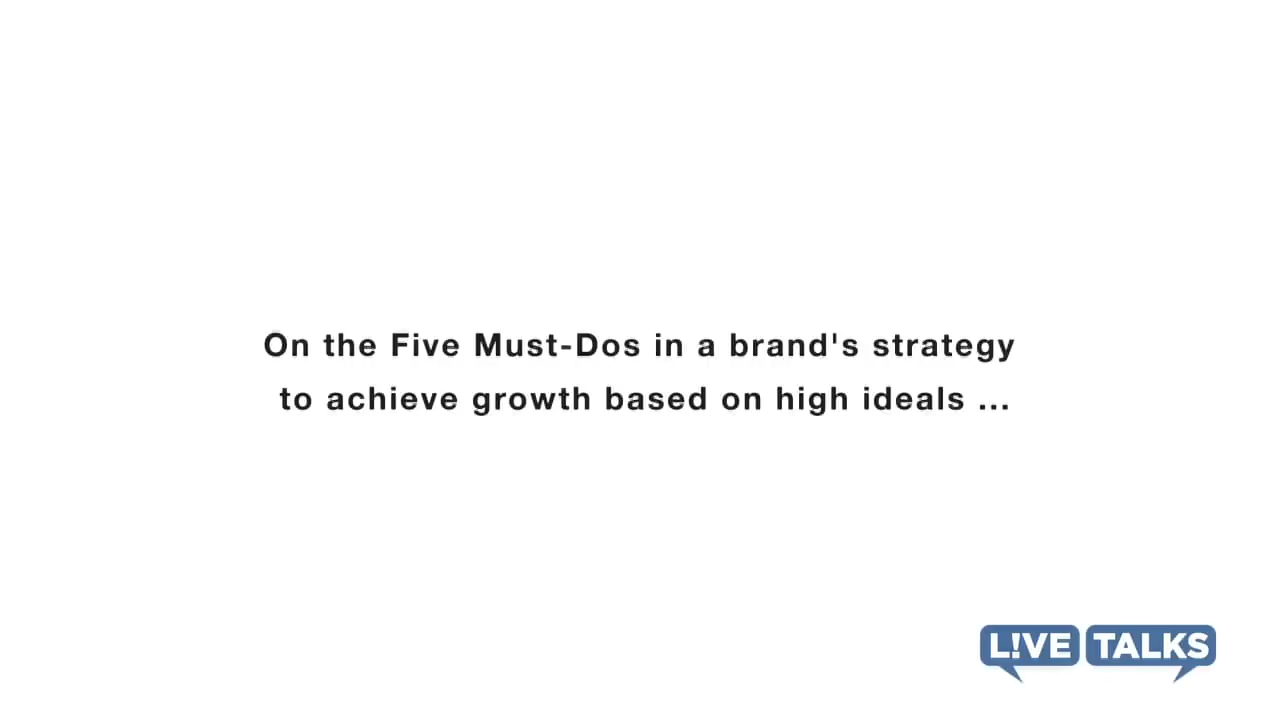 On the Five Must-Dos in a brand's strategy
to achieve growth based on high ideals ...
L!VE TALKS